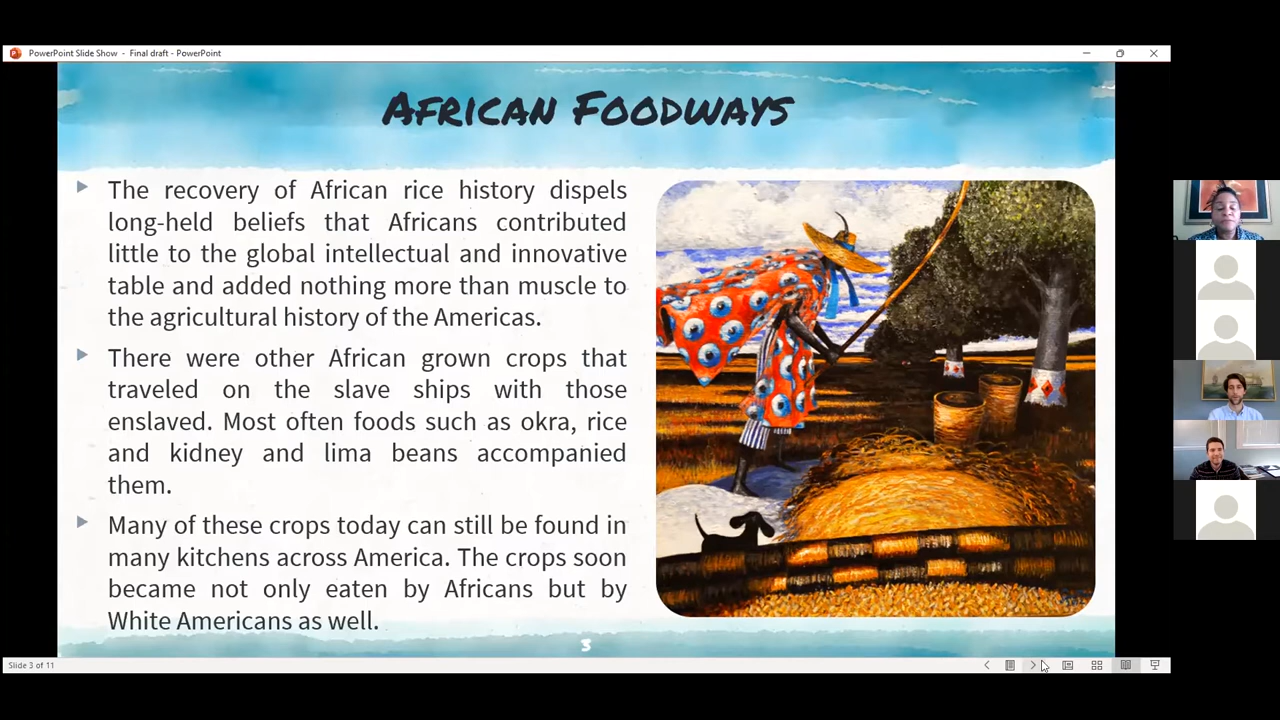 PowerPoint Slide Show - Final draft - PowerPoint
AFRICAN FOODWAYS
The recovery of African rice history dispels
long-held beliefs that Africans contributed
little to the global intellectual and innovative
table and added nothing more than muscle to
the agricultural history of the Americas.
There were other African grown crops that
traveled on the slave ships with those
enslaved. Most often foods such as okra, rice
and kidney and lima beans accompanied
them.
Many of these crops today can still be found in
many kitchens across America. The crops soon
became not only eaten by Africans but by
White Americans as well.
3
Slide 3 of 11